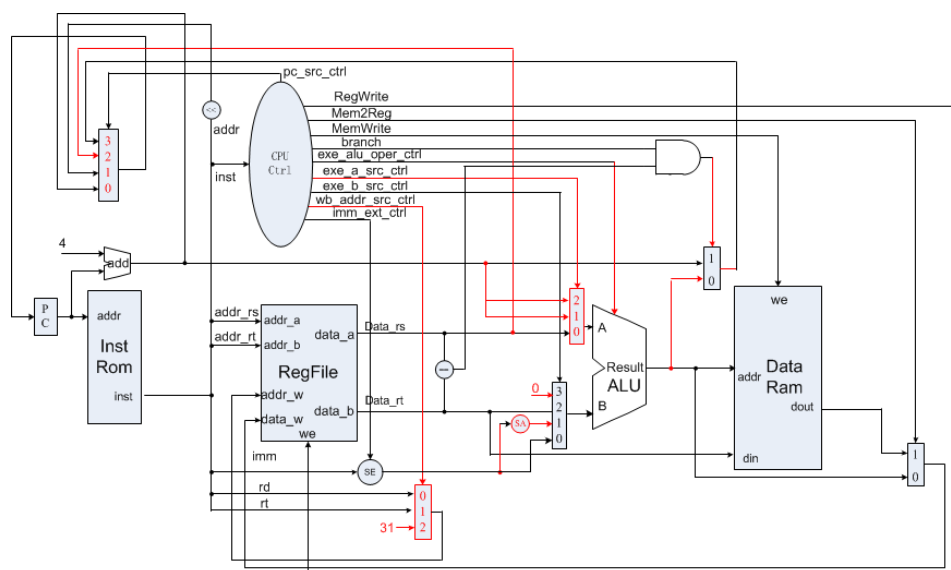 pc_src_ctrl
RegWrite
Mem2Reg
MemWrite
branch
exe_alu_oper_ctrl
exe_a_src_ctrl
exe_b_src_ctrl
wb_addr_src_ctrl
imm_ext_ctrl
<<
addr
inst
CPU
Ctrl
3
2
1
0
4
add
P
C
addr
Inst
Rom
inst
addr_rs
addr_rt
addr_a
addr_b
RegFile
addr_w
data_w
we
data_a
data_b
Data_rs
Data_rt
imm
SE
rd
rt
0
1
2
31
SA
0
3
2
1
0
2
1
0
A
B
Result
ALU
1
0
we
addr
Data
Ram
dout
din
1
0